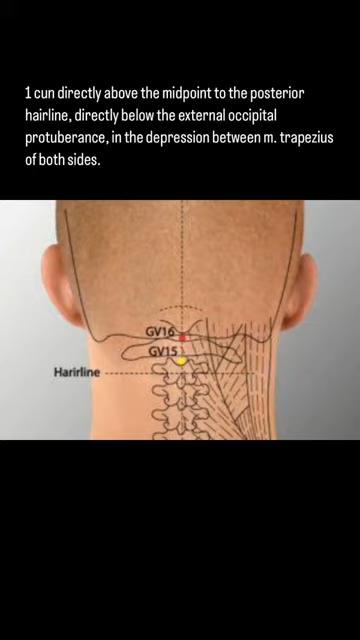 1 cun directly above the midpoint to the posterior
hairline, directly below the external occipital
protuberance, in the depression between m. trapezius
of both sides.
GV16
GV15
Harirline